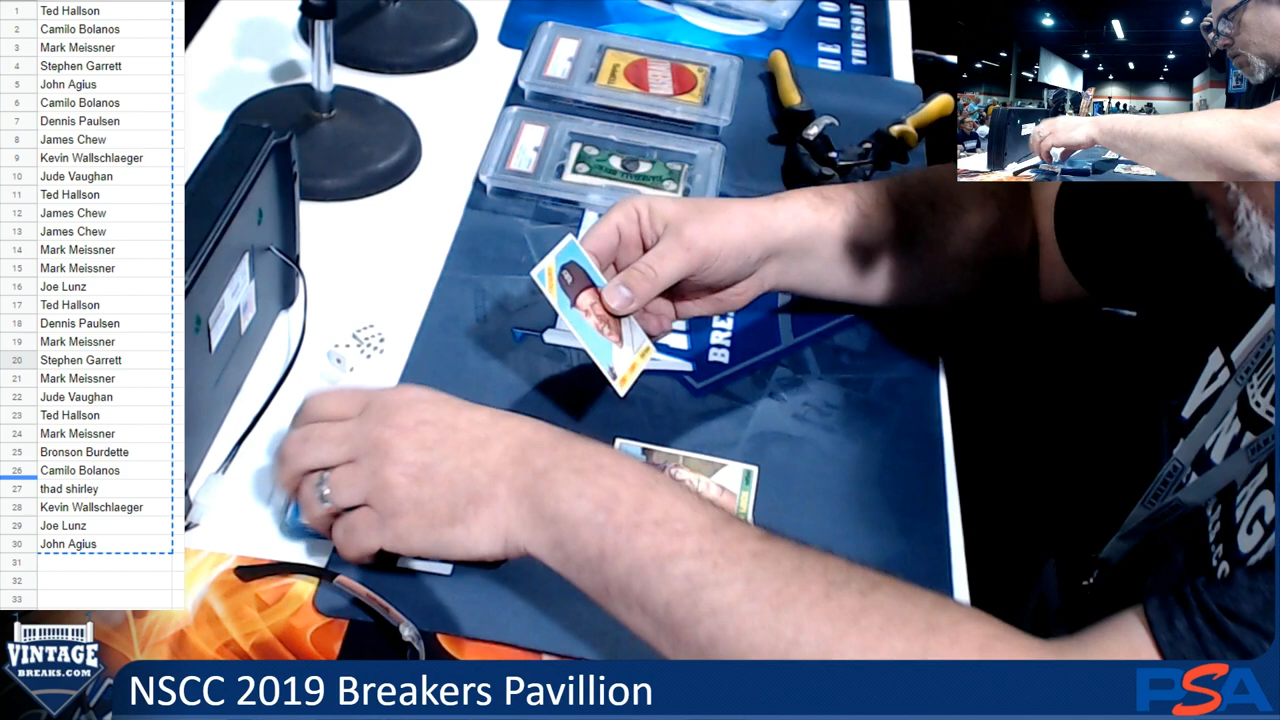 1 Ted Hallson
2 Camilo Bolanos
3 Mark Meissner
4 Stephen Garrett
5 John Agius
6 Camilo Bolanos
7 Dennis Paulsen
8 James Chew
9 Kevin Wallschlaeger
10 Jude Vaughan
11 Ted Hallson
12 James Chew
13 James Chew
14 Mark Meissner
15 Mark Meissner
16 Joe Lunz
17 Ted Hallson
18 Dennis Paulsen
19 Mark Meissner
20 Stephen Garrett
21 Mark Meissner
22 Jude Vaughan
23 Ted Hallson
24 Mark Meissner
25 Bronson Burdette
26 Camilo Bolanos
27 thad shirley
28 Kevin Wallschlaeger
29 Joe Lunz
30 John Agius
31
32
33
THURSDAY
VINTAGE
BREAKS.COM
NSCC 2019 Breakers Pavillion
PSA